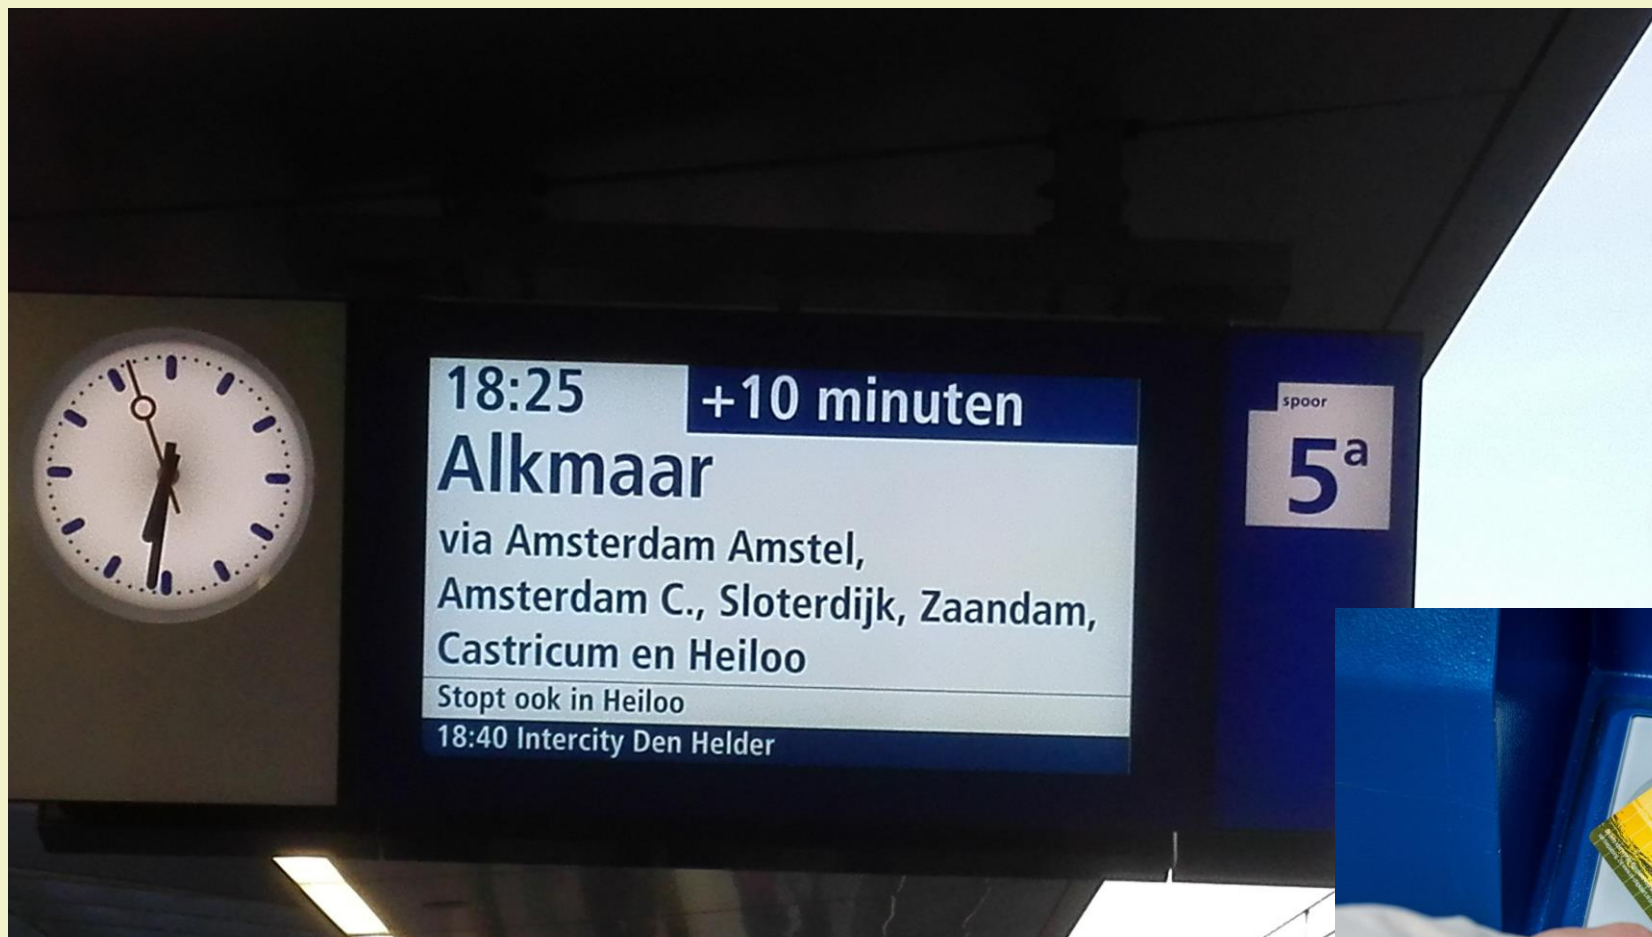 18:25
+10 minuten
Alkmaar
via Amsterdam Amstel,
Amsterdam C., Sloterdijk, Zaandam,
Castricum en Heiloo
Stopt ook in Heiloo
18:40 Intercity Den Helder
spoor
5a